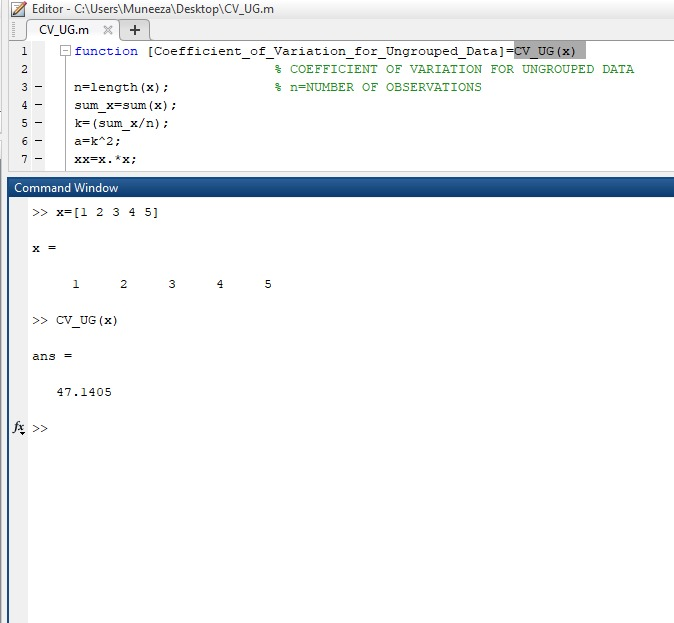 Editor - C:\Users\Muneeza\Desktop\CV_UG.m
CV_UG.m × +
1 function [Coefficient_of_Variation_for_Ungrouped_Data]=CV_UG(x)
2 % COEFFICIENT OF VARIATION FOR UNGROUPED DATA
3 - n=length(x); % n=NUMBER OF OBSERVATIONS
4 - sum_x=sum(x);
5 - k=(sum_x/n);
6 - a=k^2;
7 - xx=x.*x;
Command Window
>> x=[1 2 3 4 5]
x =
1 2 3 4 5
>> CV_UG(x)
ans =
47.1405
fx >>